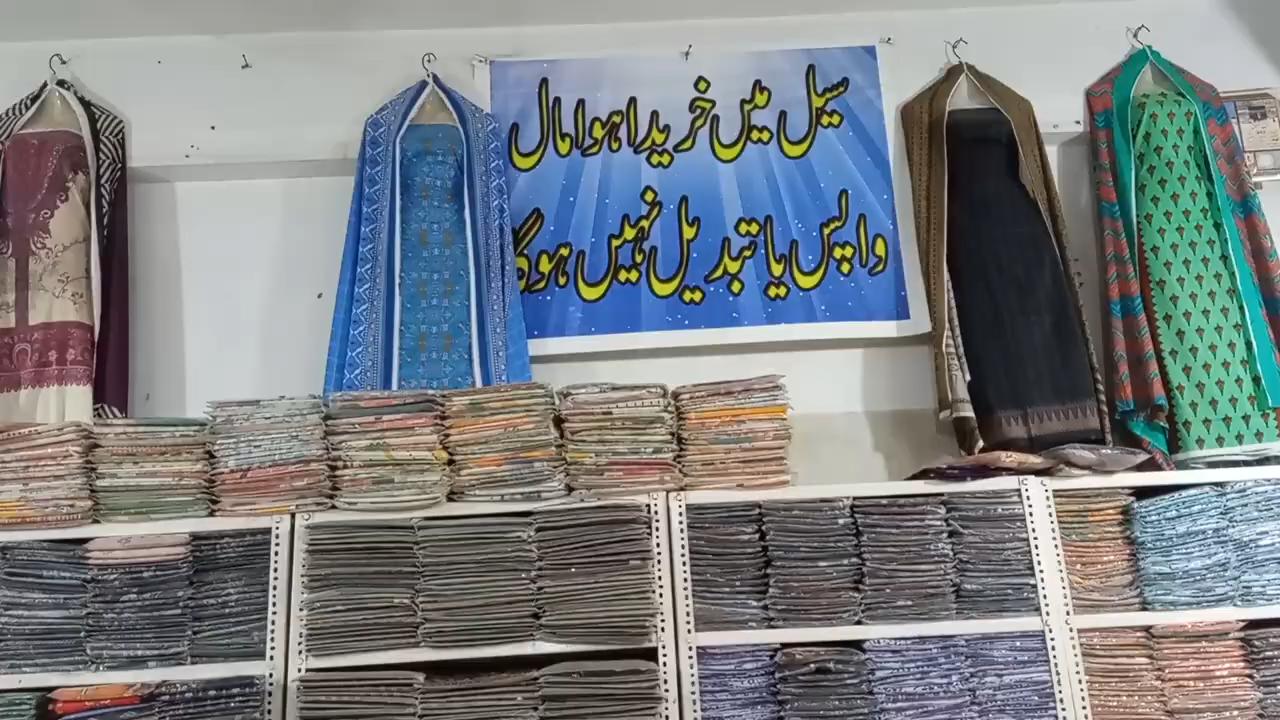 سیل میں خریدا ہوا مال
واپس یا تبدیل نہیں ہوگا